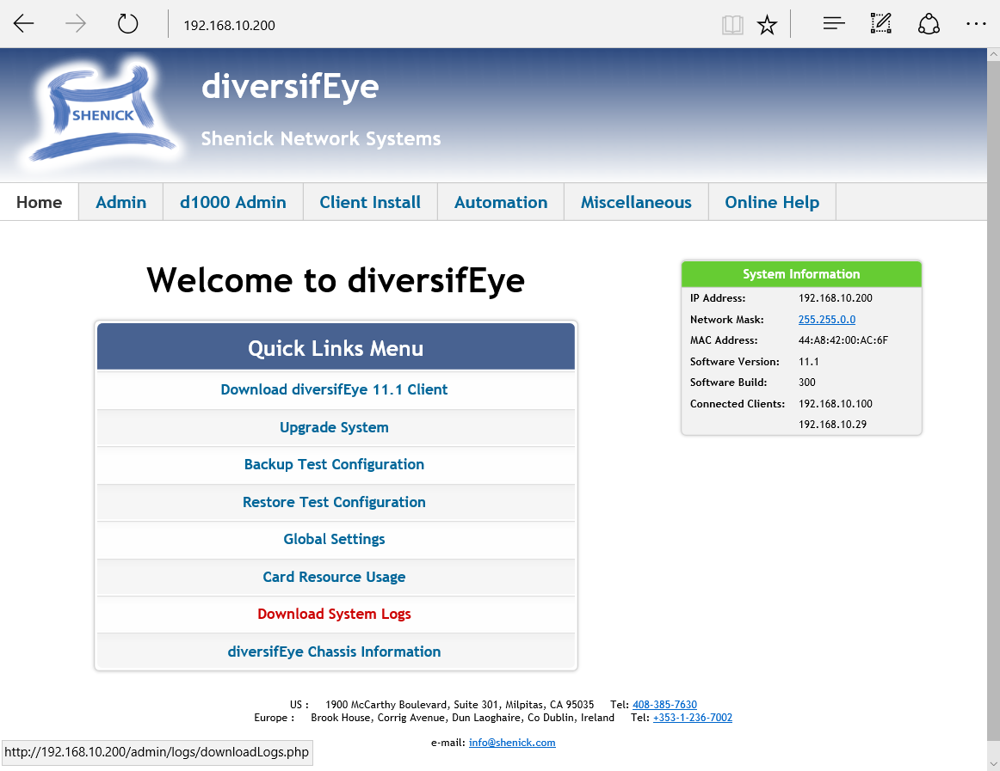 192.168.10.200
SHENICK
diversifEye
Shenick Network Systems
Home Admin d1000 Admin Client Install Automation Miscellaneous Online Help
Welcome to diversifEye
Quick Links Menu
Download diversifEye 11.1 Client
Upgrade System
Backup Test Configuration
Restore Test Configuration
Global Settings
Card Resource Usage
Download System Logs
diversifEye Chassis Information
System Information
IP Address: 192.168.10.200
Network Mask: 255.255.0.0
MAC Address: 44:A8:42:00:AC:6F
Software Version: 11.1
Software Build: 300
Connected Clients: 192.168.10.100
192.168.10.29
US : 1900 McCarthy Boulevard, Suite 301, Milpitas, CA 95035 Tel: 408-385-7630
Europe : Brook House, Corrig Avenue, Dun Laoghaire, Co Dublin, Ireland Tel: +353-1-236-7002
e-mail: info@shenick.com
http://192.168.10.200/admin/logs/downloadLogs.php